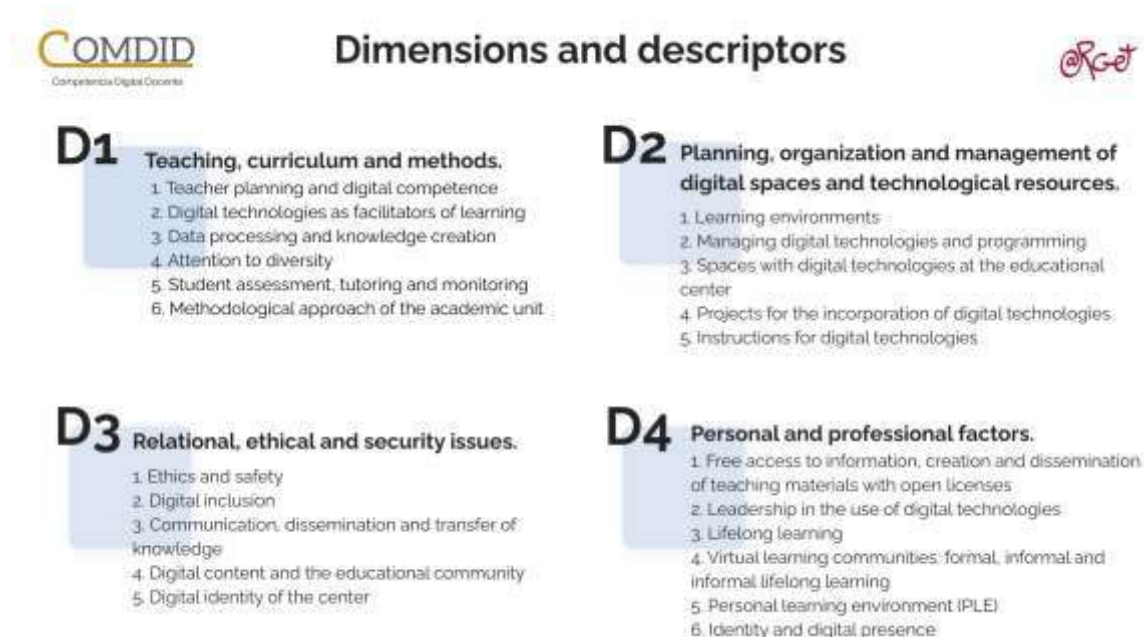 COMDID
Competencia Digital Docente
Dimensions and descriptors
@RGet
D1
Teaching, curriculum and methods.
1. Teacher planning and digital competence
2. Digital technologies as facilitators of learning
3. Data processing and knowledge creation
4. Attention to diversity
5. Student assessment, tutoring and monitoring
6. Methodological approach of the academic unit
D2
Planning, organization and management of
digital spaces and technological resources.
1. Learning environments
2. Managing digital technologies and programming
3. Spaces with digital technologies at the educational
center
4. Projects for the incorporation of digital technologies
5. Instructions for digital technologies
D3
Relational, ethical and security issues.
1. Ethics and safety
2. Digital inclusion
3. Communication, dissemination and transfer of
knowledge
4. Digital content and the educational community
5. Digital identity of the center
D4
Personal and professional factors.
1. Free access to information, creation and dissemination
of teaching materials with open licenses
2. Leadership in the use of digital technologies
3. Lifelong learning
4. Virtual learning communities: formal, informal and
informal lifelong learning
5. Personal learning environment (PLE)
6. Identity and digital presence